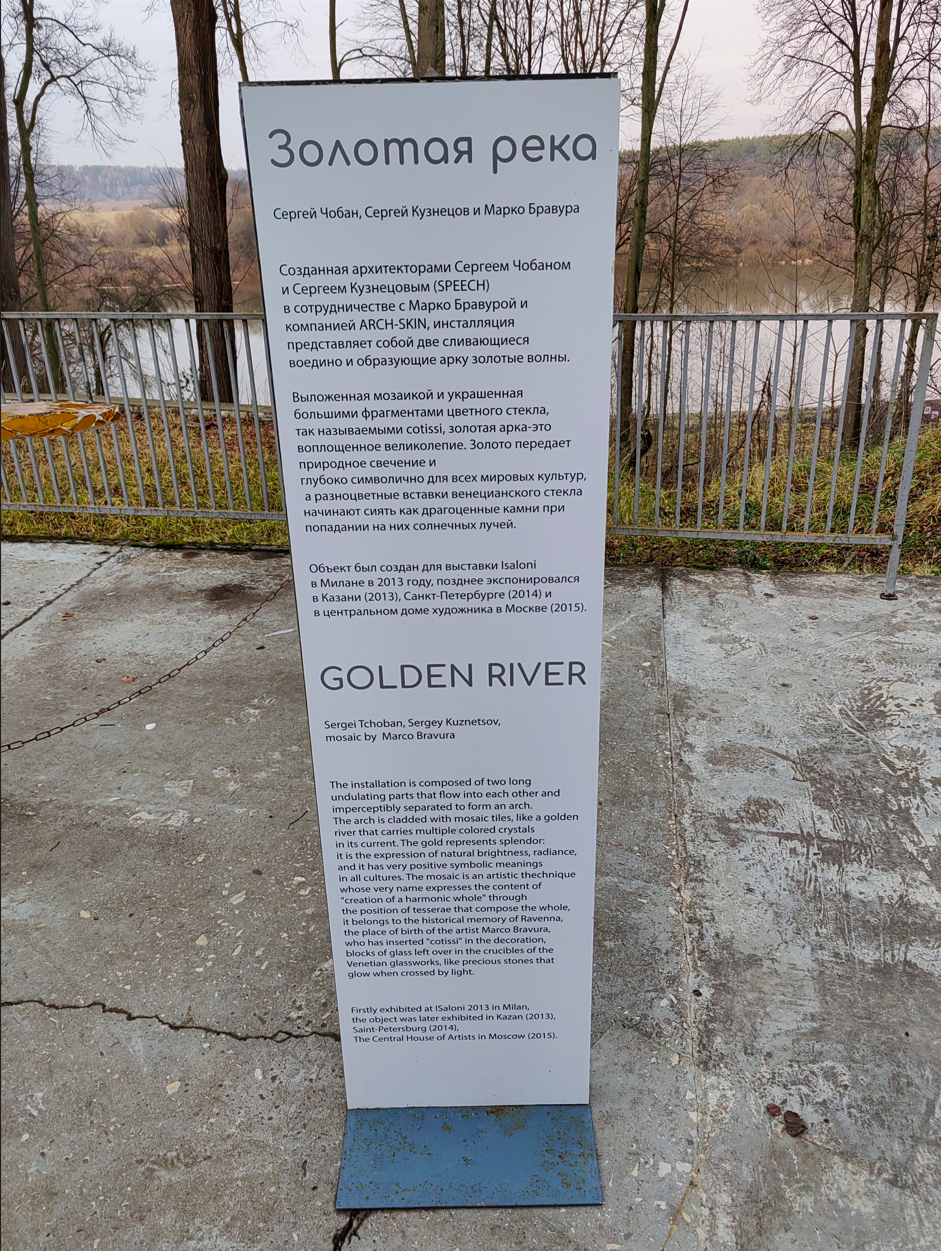 Золотая река
Сергей Чобан, Сергей Кузнецов и Марко Бравура
Созданная архитекторами Сергеем Чобаном
и Сергеем Кузнецовым (SPEECH)
в сотрудничестве с Марко Бравурой и
компанией ARCH-SKIN, инсталляция
представляет собой две сливающиеся
воедино и образующие арку золотые волны.
Выложенная мозаикой и украшенная
большими фрагментами цветного стекла,
так называемыми cotissi, золотая арка-это
воплощенное великолепие. Золото передает
природное свечение и
глубоко символично для всех мировых культур,
а разноцветные вставки венецианского стекла
начинают сиять как драгоценные камни при
попадании на них солнечных лучей.
Объект был создан для выставки Isaloni
в Милане в 2013 году, позднее экспонировался
в Казани (2013), Санкт-Петербурге (2014) и
в центральном доме художника в Москве (2015).
GOLDEN RIVER
Sergei Tchoban, Sergey Kuznetsov,
mosaic by Marco Bravura
The installation is composed of two long
undulating parts that flow into each other and
imperceptibly separated to form an arch.
The arch is cladded with mosaic tiles, like a golden
river that carries multiple colored crystals
in its current. The gold represents splendor:
it is the expression of natural brightness, radiance,
and it has very positive symbolic meanings
in all cultures. The mosaic is an artistic thechnique
whose very name expresses the content of
"creation of a harmonic whole" through
the position of tesserae that compose the whole,
it belongs to the historical memory of Ravenna,
the place of birth of the artist Marco Bravura,
who has inserted "cotissi" in the decoration,
blocks of glass left over in the crucibles of the
Venetian glassworks, like precious stones that
glow when crossed by light.
Firstly exhibited at ISaloni 2013 in Milan,
the object was later exhibited in Kazan (2013),
Saint-Petersburg (2014),
The Central House of Artists in Moscow (2015).